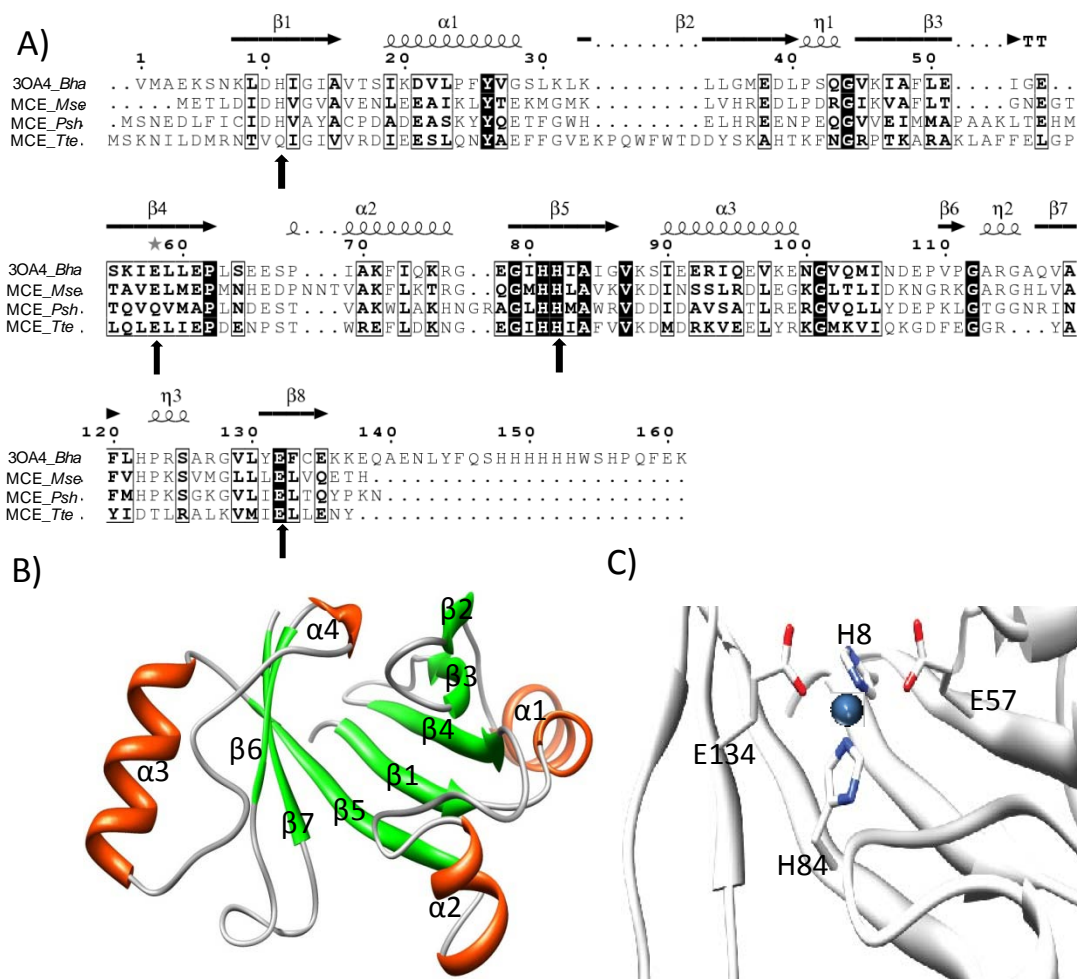 A)
β1 α1 β2 η1 β3 TT
1 10 20 30 40 50
3OA4_Bha ..VMAEKSNKLDHIGIAVTSIKDVLPFYVGSLKLK.........LLGMEDLPSQGVKIAFLE.....IGE..
MCE_Mse .....METLDIDHVGVAVENLEEAIKLYTEKMGMK.........LLHREDLPDRGIKVAFLT....GNEGT
MCE_Psh .MSNEDLFICIDHVAYACPDADEASKYYQETFGWH.........ELHREENPEQGVVEIMMAPAAKLTEHM
MCE_Tte MSKNILDMRNTVQIGIVVRDIEESLQNYAEFFGVEKPQWFWTDDYSKAHTKFNGRPTKARAKLAFFELGP
β4 α2 β5 α3 β6 η2 β7
60 70 80 90 100 110
3OA4_Bha SKIELLEPLSEESP...IAKFIQKRG..EGIHHIAIGVKSIEERIQEVKENGVQMINDEPVPGARGAQVA
MCE_Mse TAVELMEPMNHEDPNNTVAKFLKTRG..QGMHHLAVKVDDINSSLRDLEGKGLTLIDKNGRKGARGHLVA
MCE_Psh TQVQVMAPLNDEST...VAKWLAKHNGRAGLHHMAWRVDDIDAVSATLRERGVQLLYDEPKLGTGGNRIN
MCE_Tte LQLELIEPDENPST...WREFLDKNG..EGIHHIAFVVKDMDRKVEELYRKGMKVIQKGDFEGGR...YA
η3 β8
120 130 140 150 160
3OA4_Bha FLHPRSARGVLYEFCEKKEQAENLYFQSHHHHHHWSHPQFEK
MCE_Mse FVHPKSVMGLLLELVQETH.......................
MCE_Psh FMHPKSGKGVLIELTQYPKN......................
MCE_Tte YIDTLRALKVMIELLENY........................
B)
α4 β2 β3 α1 β4 α3 β6 β1 β7 β5 α2
C)
H8
E57
E134
H84